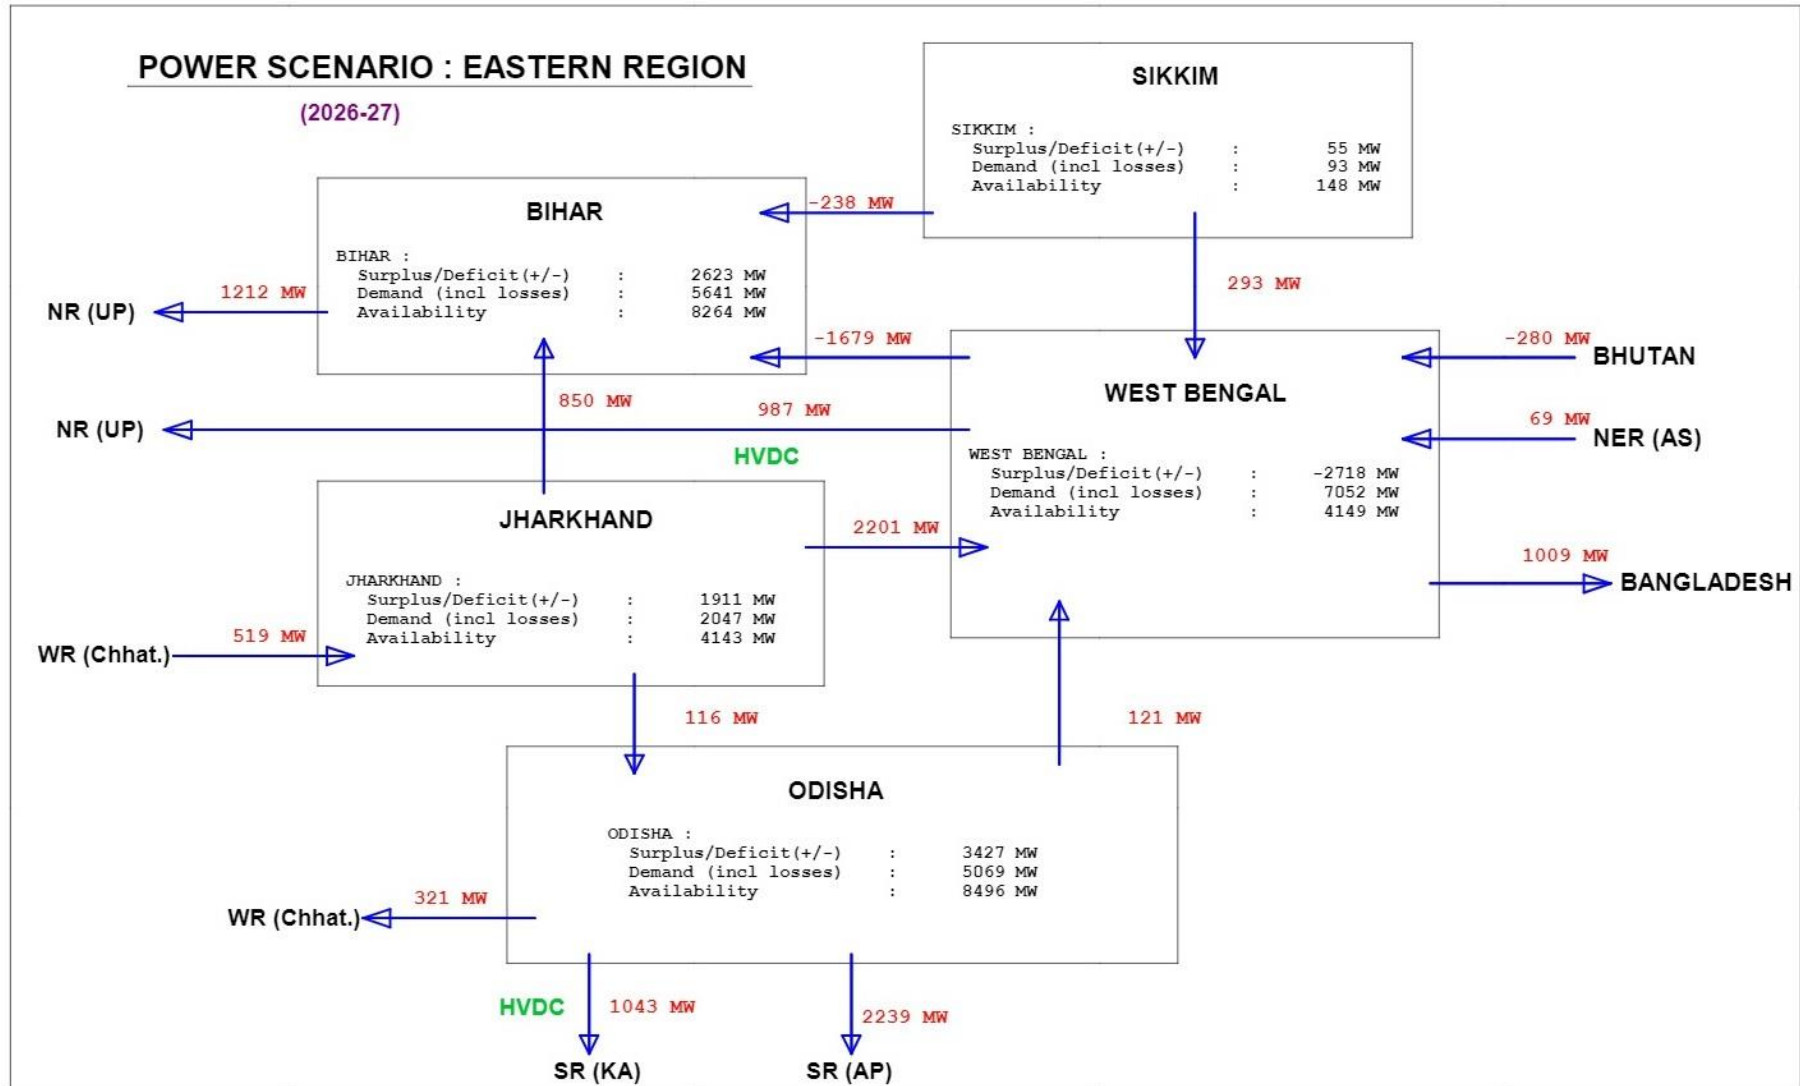 POWER SCENARIO : EASTERN REGION
(2026-27)
SIKKIM
SIKKIM :
Surplus/Deficit(+/-) : 55 MW
Demand (incl losses) : 93 MW
Availability : 148 MW
BIHAR
BIHAR :
Surplus/Deficit(+/-) : 2623 MW
Demand (incl losses) : 5641 MW
Availability : 8264 MW
-238 MW
293 MW
1212 MW
NR (UP)
-1679 MW
-280 MW
BHUTAN
850 MW
987 MW
NR (UP)
HVDC
69 MW
NER (AS)
WEST BENGAL
WEST BENGAL :
Surplus/Deficit(+/-) : -2718 MW
Demand (incl losses) : 7052 MW
Availability : 4149 MW
JHARKHAND
JHARKHAND :
Surplus/Deficit(+/-) : 1911 MW
Demand (incl losses) : 2047 MW
Availability : 4143 MW
2201 MW
1009 MW
BANGLADESH
519 MW
WR (Chhat.)
116 MW
121 MW
ODISHA
ODISHA :
Surplus/Deficit(+/-) : 3427 MW
Demand (incl losses) : 5069 MW
Availability : 8496 MW
321 MW
WR (Chhat.)
HVDC
1043 MW
2239 MW
SR (KA)
SR (AP)